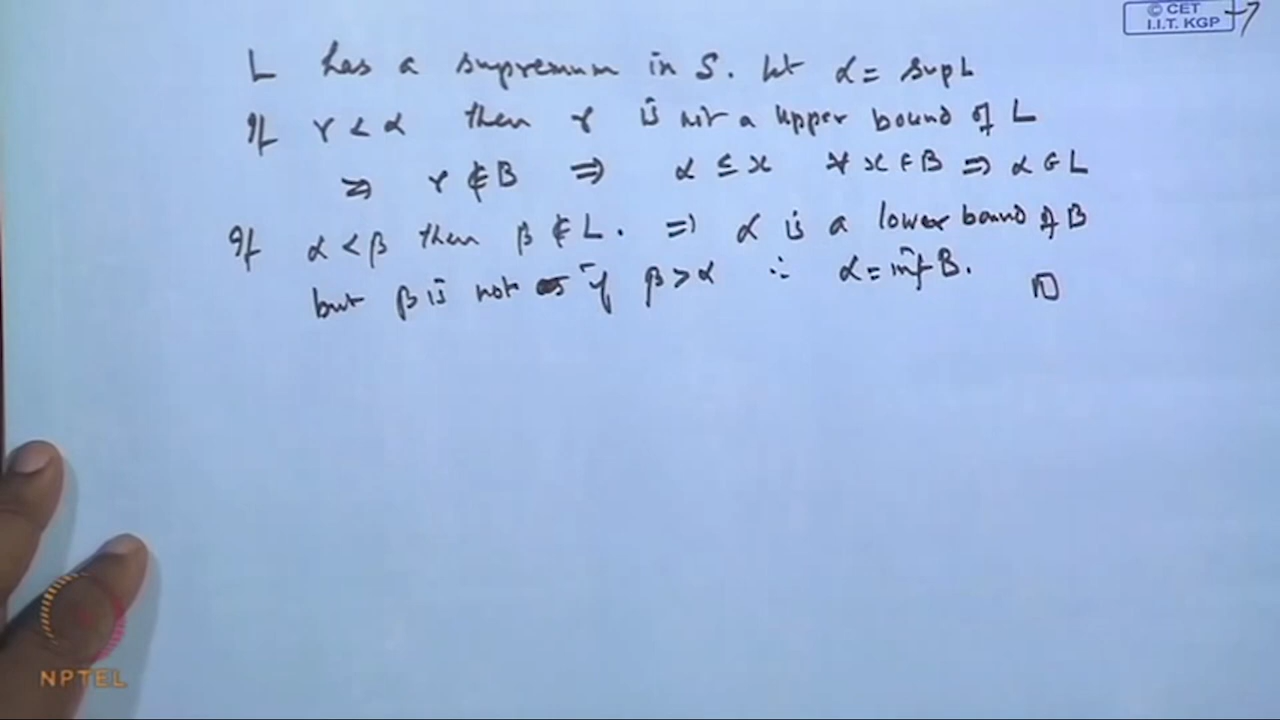 © CET
I.I.T. KGP
-7
L has a supremum in S. Let α = Sup L
If γ < α then γ is not a upper bound of L
⇒ γ ∉ B ⇒ α ≤ x ∀ x ∈ B ⇒ α ∈ L
If α < β then β ∉ L. ⇒ α is a lower bound of B
but β is not if β > α ∴ α = inf B.
NPTEL